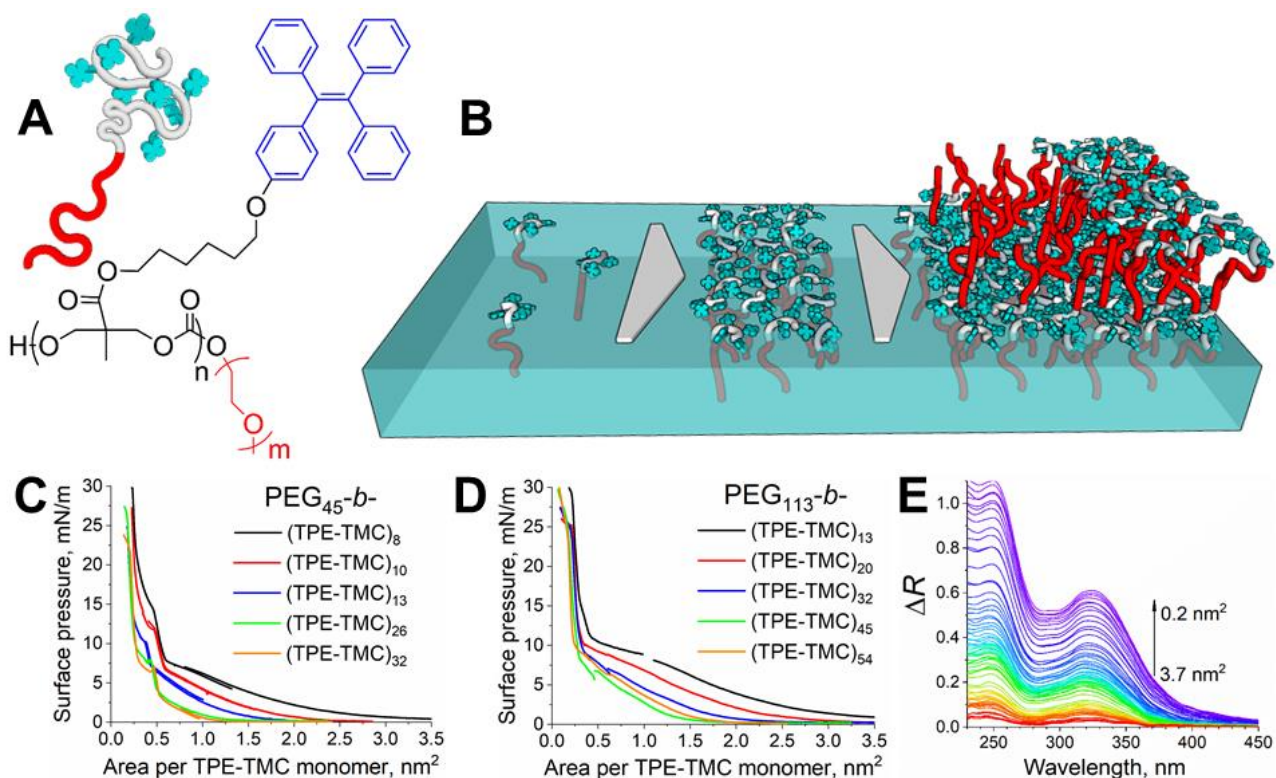 A
O
O
O
O
H
O
O
O
n
O
m
B
0.2 nm²
3.7 nm²
C
Surface pressure, mN/m
30
25
20
15
10
5
0
PEG₄₅-b-
(TPE-TMC)₈
(TPE-TMC)₁₀
(TPE-TMC)₁₃
(TPE-TMC)₂₆
(TPE-TMC)₃₂
0.0 0.5 1.0 1.5 2.0 2.5 3.0 3.5
Area per TPE-TMC monomer, nm²
D
Surface pressure, mN/m
30
25
20
15
10
5
0
PEG₁₁₃-b-
(TPE-TMC)₁₃
(TPE-TMC)₂₀
(TPE-TMC)₃₂
(TPE-TMC)₄₅
(TPE-TMC)₅₄
0.0 0.5 1.0 1.5 2.0 2.5 3.0 3.5
Area per TPE-TMC monomer, nm²
E
ΔR
1.0
0.8
0.6
0.4
0.2
0.0
250 300 350 400 450
Wavelength, nm